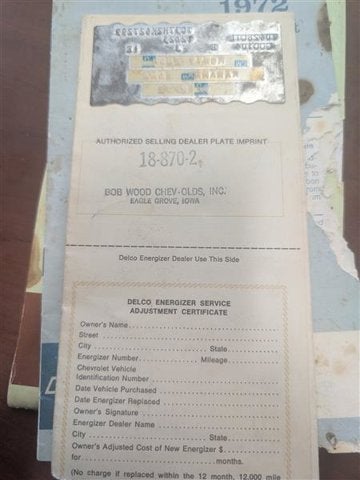 1972
AUTHORIZED SELLING DEALER PLATE IMPRINT
18-870-2
BOB WOOD CHEV-OLDS, INC.
EAGLE GROVE, IOWA
Delco Energizer Dealer Use This Side
DELCO ENERGIZER SERVICE
ADJUSTMENT CERTIFICATE
Owner's Name
Street
City State
Energizer Number Mileage
Chevrolet Vehicle
Identification Number
Date Vehicle Purchased
Date Energizer Replaced
Owner's Signature
Energizer Dealer Name
City State
Owner's Adjusted Cost of New Energizer $
for months.
(No charge if replaced within the 12 month, 12,000 mile